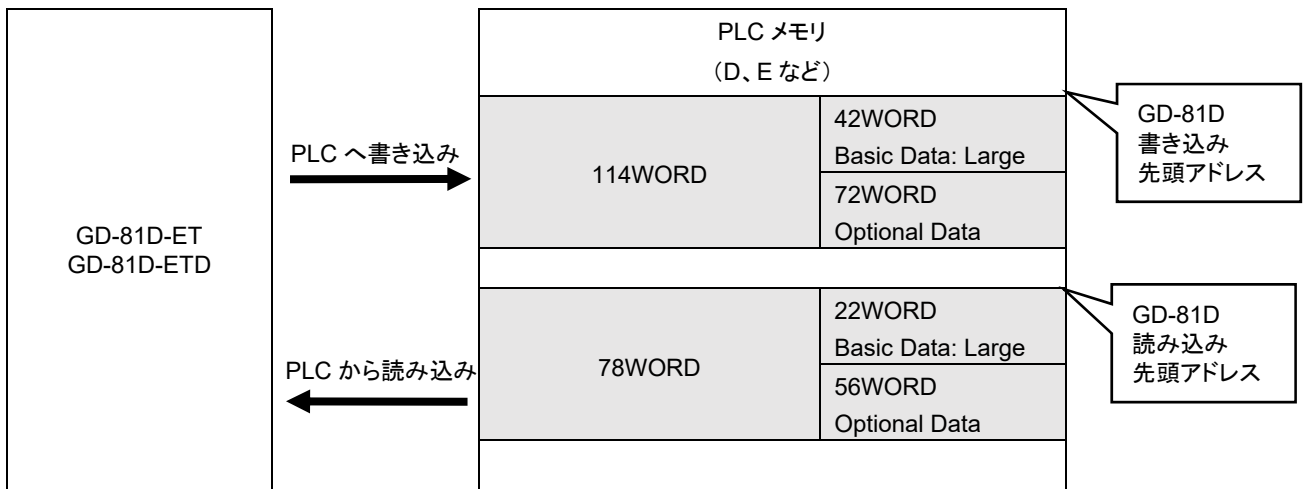 PLC メモリ
（D、E など）
GD-81D-ET
GD-81D-ETD
PLC へ書き込み
114WORD
42WORD
Basic Data: Large
72WORD
Optional Data
GD-81D
書き込み
先頭アドレス
PLC から読み込み
78WORD
22WORD
Basic Data: Large
56WORD
Optional Data
GD-81D
読み込み
先頭アドレス